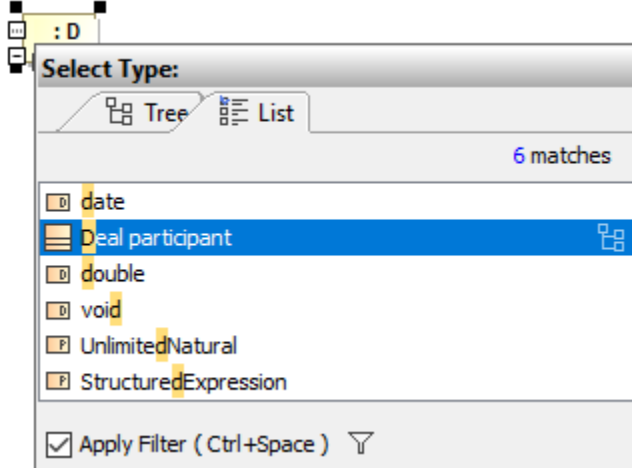 : D
Select Type:
Tree List
6 matches
date
Deal participant
double
void
UnlimitedNatural
StructuredExpression
Apply Filter ( Ctrl+Space )